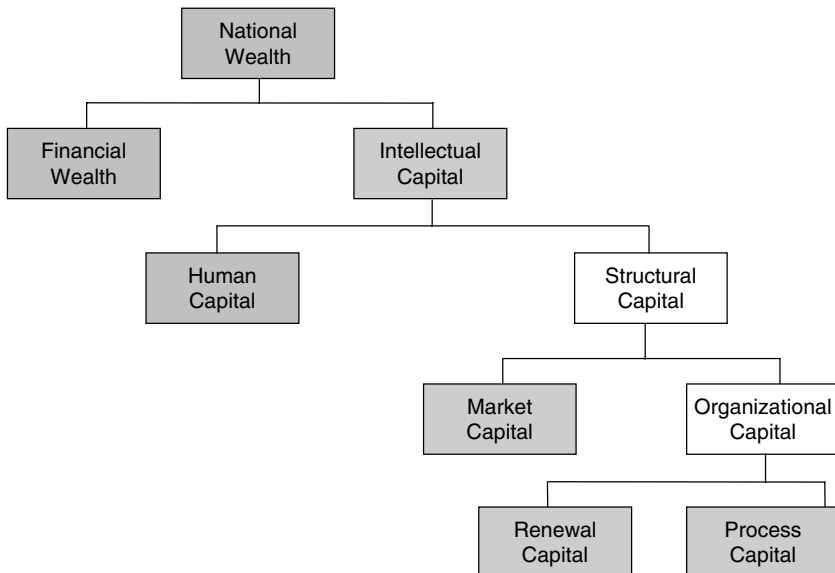 National
Wealth
Financial
Wealth
Intellectual
Capital
Human
Capital
Structural
Capital
Market
Capital
Organizational
Capital
Renewal
Capital
Process
Capital